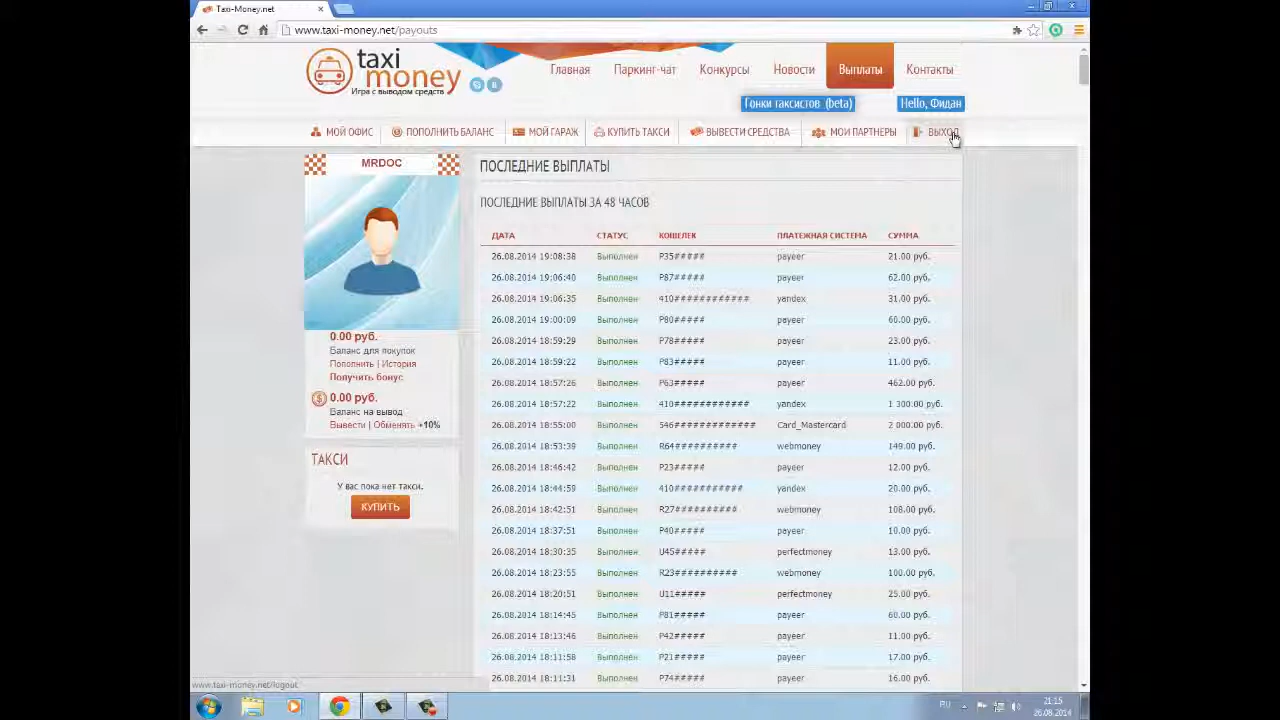 Taxi-Money.net
www.taxi-money.net/payouts
taxi
money
Игра с выводом средств
Главная Паркинг-чат Конкурсы Новости Выплаты Контакты
Гонки таксистов (beta) Hello, Фидан
МОЙ ОФИС ПОПОЛНИТЬ БАЛАНС МОЙ ГАРАЖ КУПИТЬ ТАКСИ ВЫВЕСТИ СРЕДСТВА МОИ ПАРТНЕРЫ ВЫХОД
MRDOC
0.00 руб.
Баланс для покупок
Пополнить | История
Получить бонус
0.00 руб.
Баланс на вывод
Вывести | Обменять +10%
ТАКСИ
У вас пока нет такси.
КУПИТЬ
ПОСЛЕДНИЕ ВЫПЛАТЫ
ПОСЛЕДНИЕ ВЫПЛАТЫ ЗА 48 ЧАСОВ
ДАТА СТАТУС КОШЕЛЕК ПЛАТЕЖНАЯ СИСТЕМА СУММА
26.08.2014 19:08:38 Выполнен P35##### payeer 21.00 руб.
26.08.2014 19:06:40 Выполнен P87##### payeer 62.00 руб.
26.08.2014 19:06:35 Выполнен 410############ yandex 31.00 руб.
26.08.2014 19:00:09 Выполнен P80##### payeer 60.00 руб.
26.08.2014 18:59:29 Выполнен P78##### payeer 23.00 руб.
26.08.2014 18:59:22 Выполнен P83##### payeer 11.00 руб.
26.08.2014 18:57:26 Выполнен P63##### payeer 462.00 руб.
26.08.2014 18:57:22 Выполнен 410############ yandex 1 300.00 руб.
26.08.2014 18:55:00 Выполнен 546############# Card_Mastercard 2 000.00 руб.
26.08.2014 18:53:39 Выполнен R64########## webmoney 149.00 руб.
26.08.2014 18:46:42 Выполнен P23##### payeer 12.00 руб.
26.08.2014 18:44:59 Выполнен 410########### yandex 20.00 руб.
26.08.2014 18:42:51 Выполнен R27########## webmoney 108.00 руб.
26.08.2014 18:37:51 Выполнен P40##### payeer 10.00 руб.
26.08.2014 18:30:35 Выполнен U45##### perfectmoney 13.00 руб.
26.08.2014 18:23:55 Выполнен R23########## webmoney 100.00 руб.
26.08.2014 18:20:51 Выполнен U11##### perfectmoney 25.00 руб.
26.08.2014 18:14:45 Выполнен P81##### payeer 60.00 руб.
26.08.2014 18:13:46 Выполнен P42##### payeer 11.00 руб.
26.08.2014 18:11:58 Выполнен P21##### payeer 17.00 руб.
26.08.2014 18:11:31 Выполнен P74##### payeer 16.00 руб.
www.taxi-money.net/logout
RU
21:15
26.08.2014